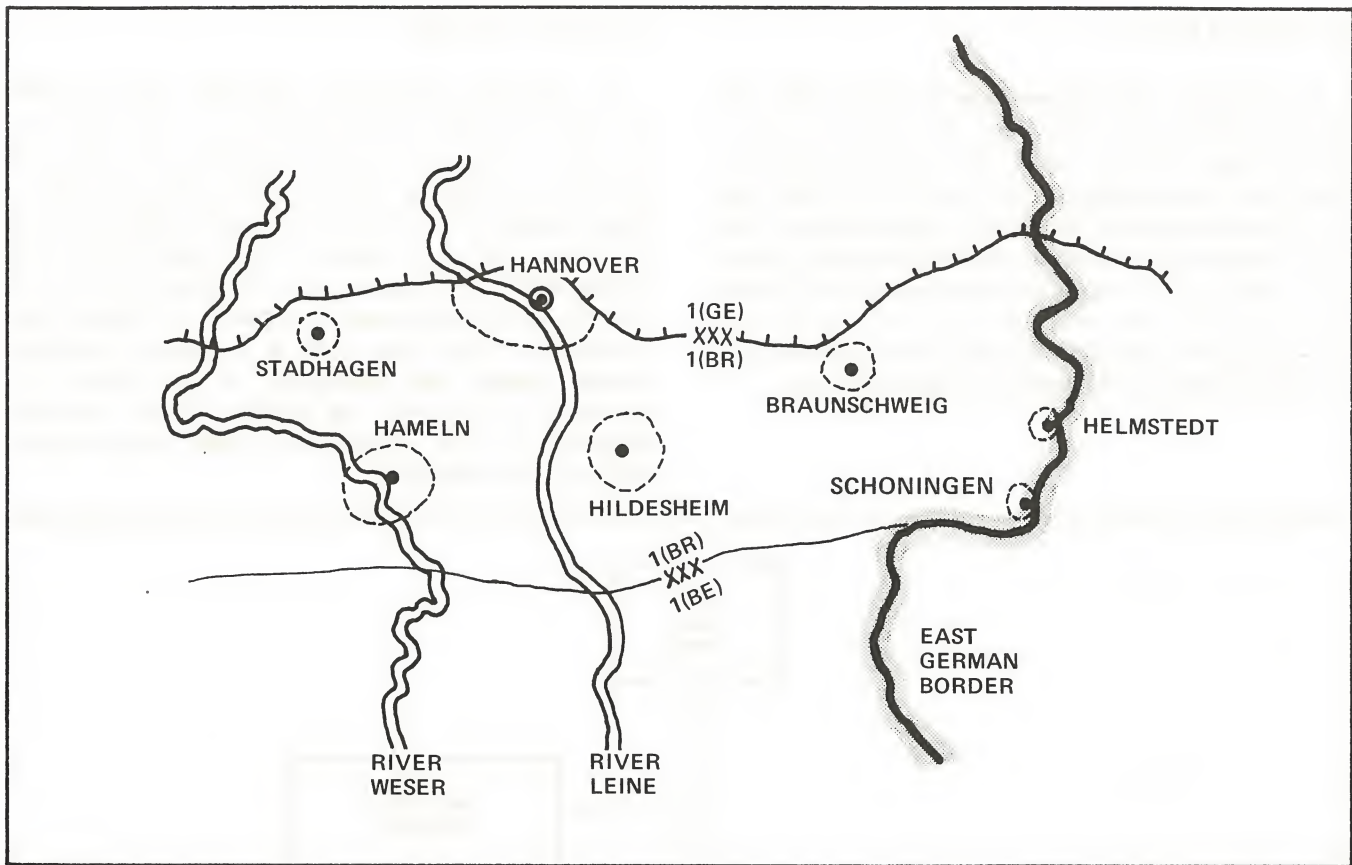 HANNOVER
1(GE)
XXX
1(BR)
STADHAGEN
BRAUNSCHWEIG
HAMELN
HELMSTEDT
SCHONINGEN
HILDESHEIM
1(BR)
XXX
1(BE)
EAST
GERMAN
BORDER
RIVER
WESER
RIVER
LEINE